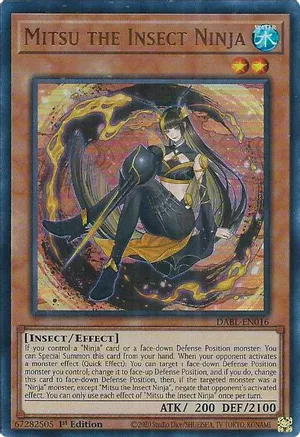 MITSU THE INSECT NINJA
WATER
水
DABL-EN016
[Insect/Effect]
If you control a "Ninja" card or a face-down Defense Position monster: You
can Special Summon this card from your hand. When your opponent activates
a monster effect (Quick Effect): You can target 1 face-down Defense Position
monster you control; change it to face-up Defense Position, and if you do, change
this card to face-down Defense Position, then, if the targeted monster was a
"Ninja" monster, except "Mitsu the Insect Ninja", negate that opponent's activated
effect. You can only use each effect of "Mitsu the Insect Ninja" once per turn.
ATK/ 200 DEF/2100
67282505 1st Edition
©2020 Studio Dice/SHUEISHA, TV TOKYO, KONAMI